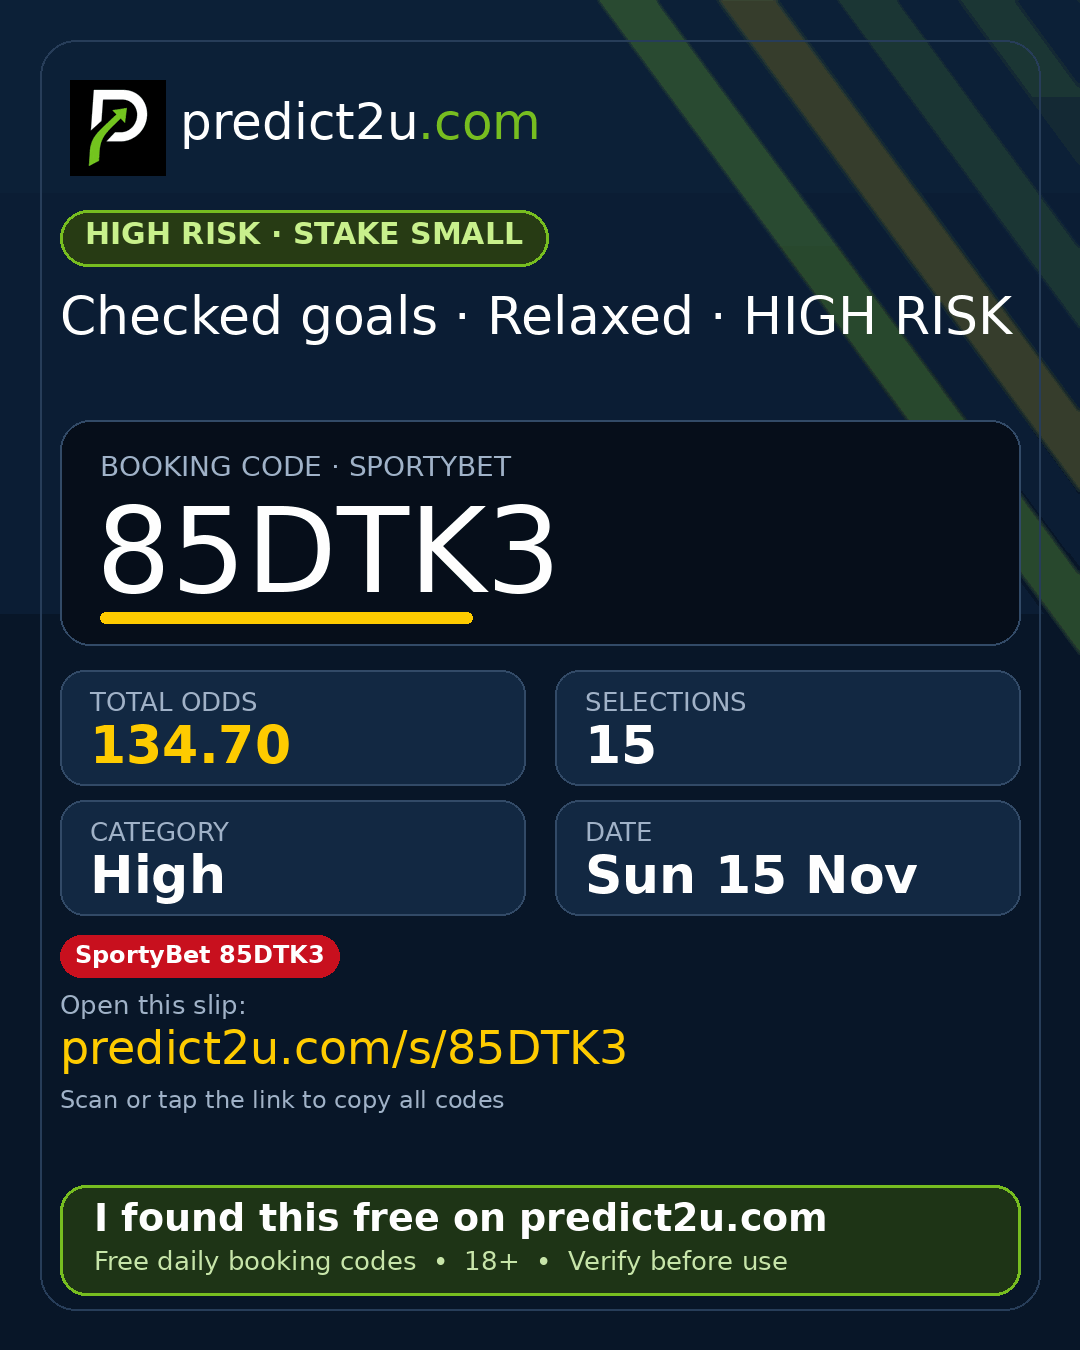 predict2u.com
HIGH RISK · STAKE SMALL
Checked goals · Relaxed · HIGH RISK
BOOKING CODE · SPORTYBET
85DTK3
TOTAL ODDS
134.70
SELECTIONS
15
CATEGORY
High
DATE
Sun 15 Nov
SportyBet 85DTK3
Open this slip:
predict2u.com/s/85DTK3
Scan or tap the link to copy all codes
I found this free on predict2u.com
Free daily booking codes • 18+ • Verify before use